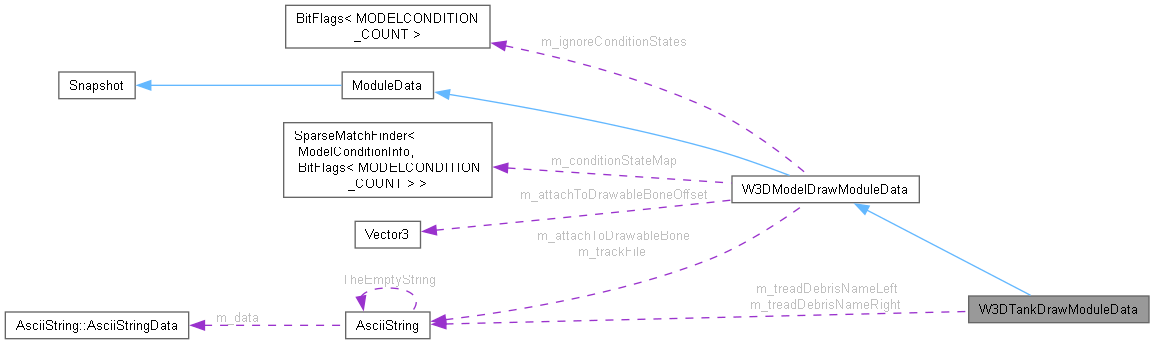 BitFlags< MODELCONDITION
_COUNT >
m_ignoreConditionStates
Snapshot
ModuleData
SparseMatchFinder<
ModelConditionInfo,
BitFlags< MODELCONDITION
_COUNT > >
m_conditionStateMap
W3DModelDrawModuleData
m_attachToDrawableBoneOffset
Vector3
m_attachToDrawableBone
m_trackFile
TheEmptyString
m_treadDebrisNameLeft
m_treadDebrisNameRight
W3DTankDrawModuleData
AsciiString::AsciiStringData
m_data
AsciiString